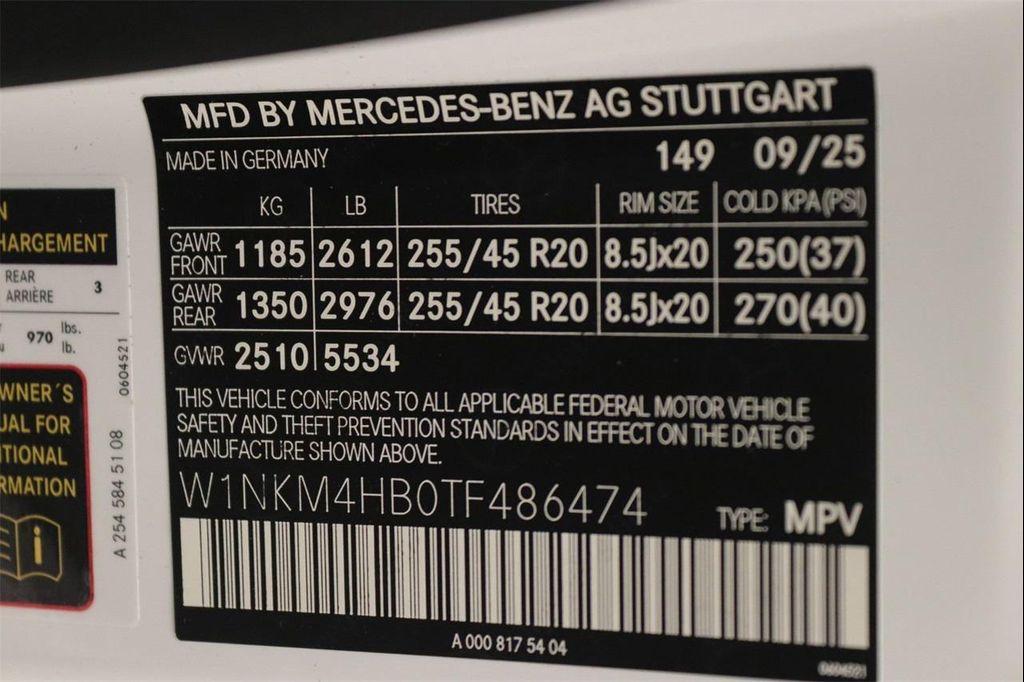 MFD BY MERCEDES-BENZ AG STUTTGART
MADE IN GERMANY 149 09/25
KG LB TIRES RIM SIZE COLD KPA (PSI)
GAWR FRONT 1185 2612 255/45 R20 8.5Jx20 250(37)
GAWR REAR 1350 2976 255/45 R20 8.5Jx20 270(40)
GVWR 2510 5534
THIS VEHICLE CONFORMS TO ALL APPLICABLE FEDERAL MOTOR VEHICLE
SAFETY AND THEFT PREVENTION STANDARDS IN EFFECT ON THE DATE OF
MANUFACTURE SHOWN ABOVE.
W1NKM4HB0TF486474 TYPE: MPV
A 000 817 54 04
0604521
N
HARGEMENT
REAR
ARRIÈRE 3
970 lbs.
lb.
WNER´S
UAL FOR
ITIONAL
RMATION
i
A 254 584 51 08
0604521